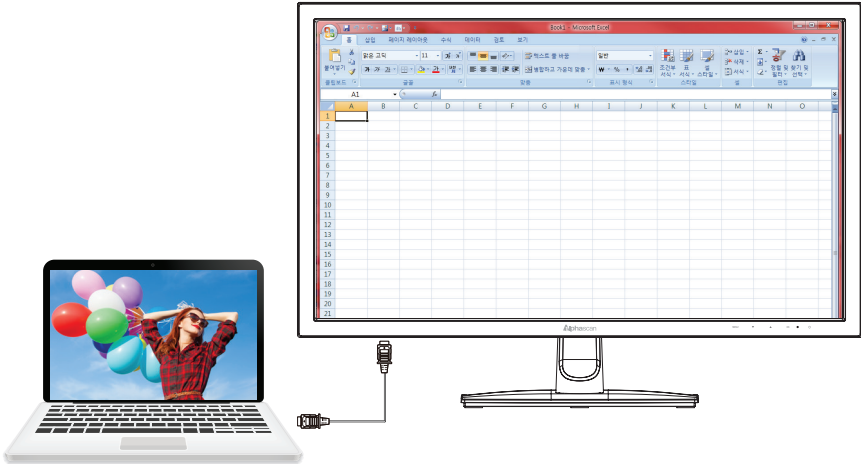 Book1 - Microsoft Excel
홈 삽입 페이지 레이아웃 수식 데이터 검토 보기
맑은 고딕 11 텍스트 줄 바꿈 일반 삽입 Σ
붙여넣기 가 가 가 병합하고 가운데 맞춤 조건부 서식 표 서식 셀 스타일 삭제 서식 정렬 및 필터 찾기 및 선택
클립보드 글꼴 맞춤 표시 형식 스타일 셀 편집
A1 fx
A B C D E F G H I J K L M N O
1
2
3
4
5
6
7
8
9
10
11
12
13
14
15
16
17
18
19
20
21
Alphascan